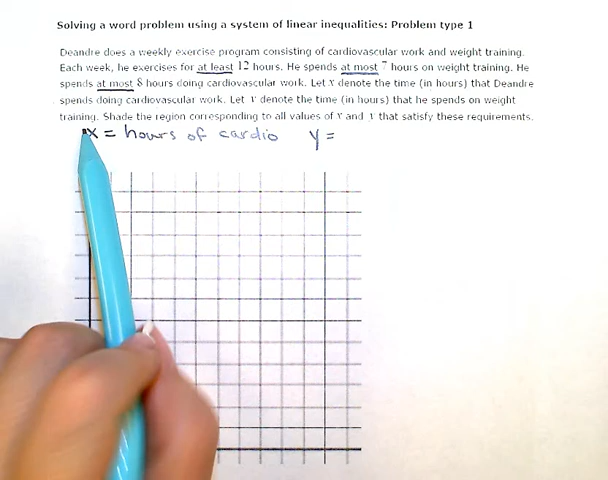 Solving a word problem using a system of linear inequalities: Problem type 1
Deandre does a weekly exercise program consisting of cardiovascular work and weight training.
Each week, he exercises for at least 12 hours. He spends at most 7 hours on weight training. He
spends at most 8 hours doing cardiovascular work. Let x denote the time (in hours) that Deandre
spends doing cardiovascular work. Let y denote the time (in hours) that he spends on weight
training. Shade the region corresponding to all values of x and y that satisfy these requirements.
x = hours of cardio y =